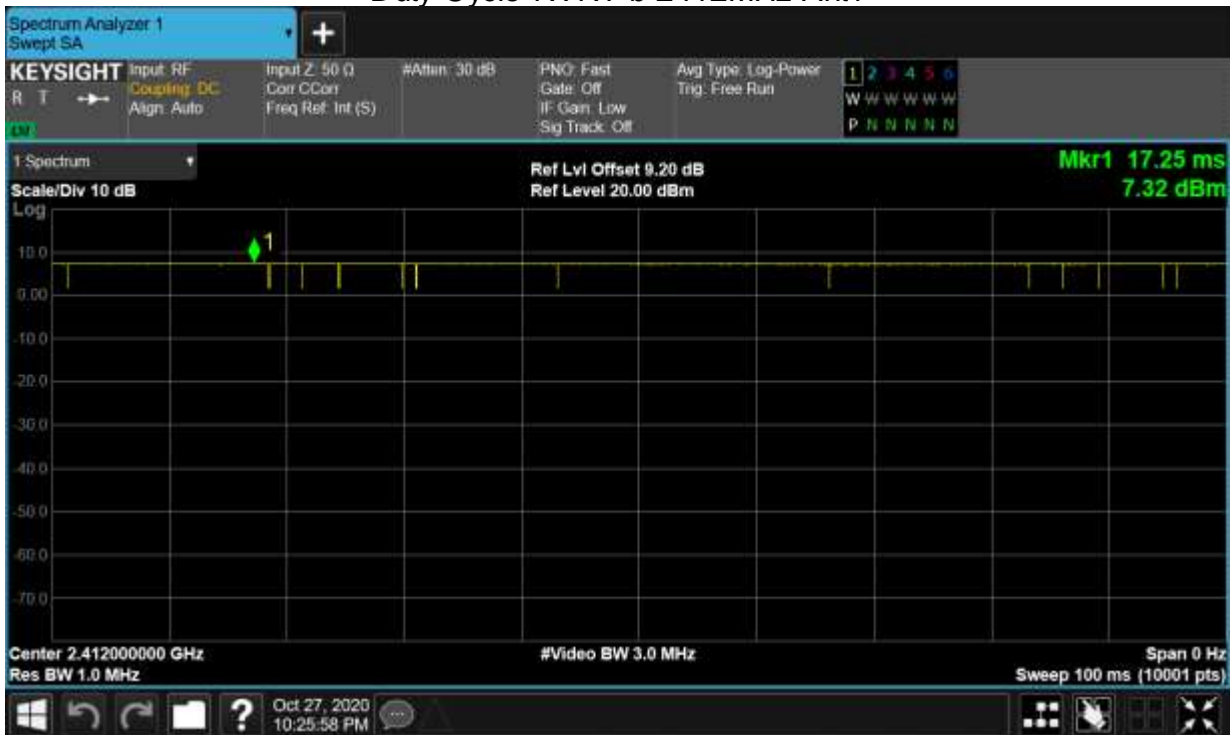 Spectrum Analyzer 1
Swept SA
+
KEYSIGHT
R T
Input: RF
Coupling: DC
Align: Auto
Input Z: 50 Ω
Corr CCorr
Freq Ref: Int (S)
#Atten: 30 dB
PNO: Fast
Gate: Off
IF Gain: Low
Sig Track: Off
Avg Type: Log-Power
Trig: Free Run
1 2 3 4 5 6
W W W W W W
P N N N N N
1 Spectrum
Scale/Div 10 dB
Log
Ref Lvl Offset 9.20 dB
Ref Level 20.00 dBm
Mkr1 17.25 ms
7.32 dBm
1
10.0
0.00
-10.0
-20.0
-30.0
-40.0
-50.0
-60.0
-70.0
Center 2.412000000 GHz
Res BW 1.0 MHz
#Video BW 3.0 MHz
Span 0 Hz
Sweep 100 ms (10001 pts)
?
Oct 27, 2020
10:25:58 PM